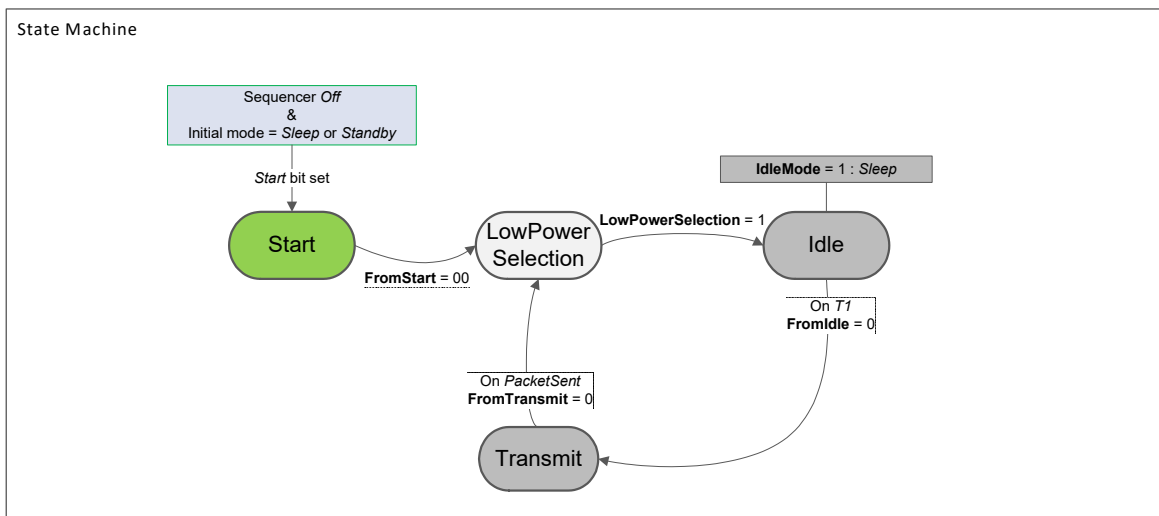 State Machine
Sequencer Off
&
Initial mode = Sleep or Standby
Start bit set
IdleMode = 1 : Sleep
Start
LowPower
Selection
LowPowerSelection = 1
Idle
FromStart = 00
On T1
FromIdle = 0
On PacketSent
FromTransmit = 0
Transmit